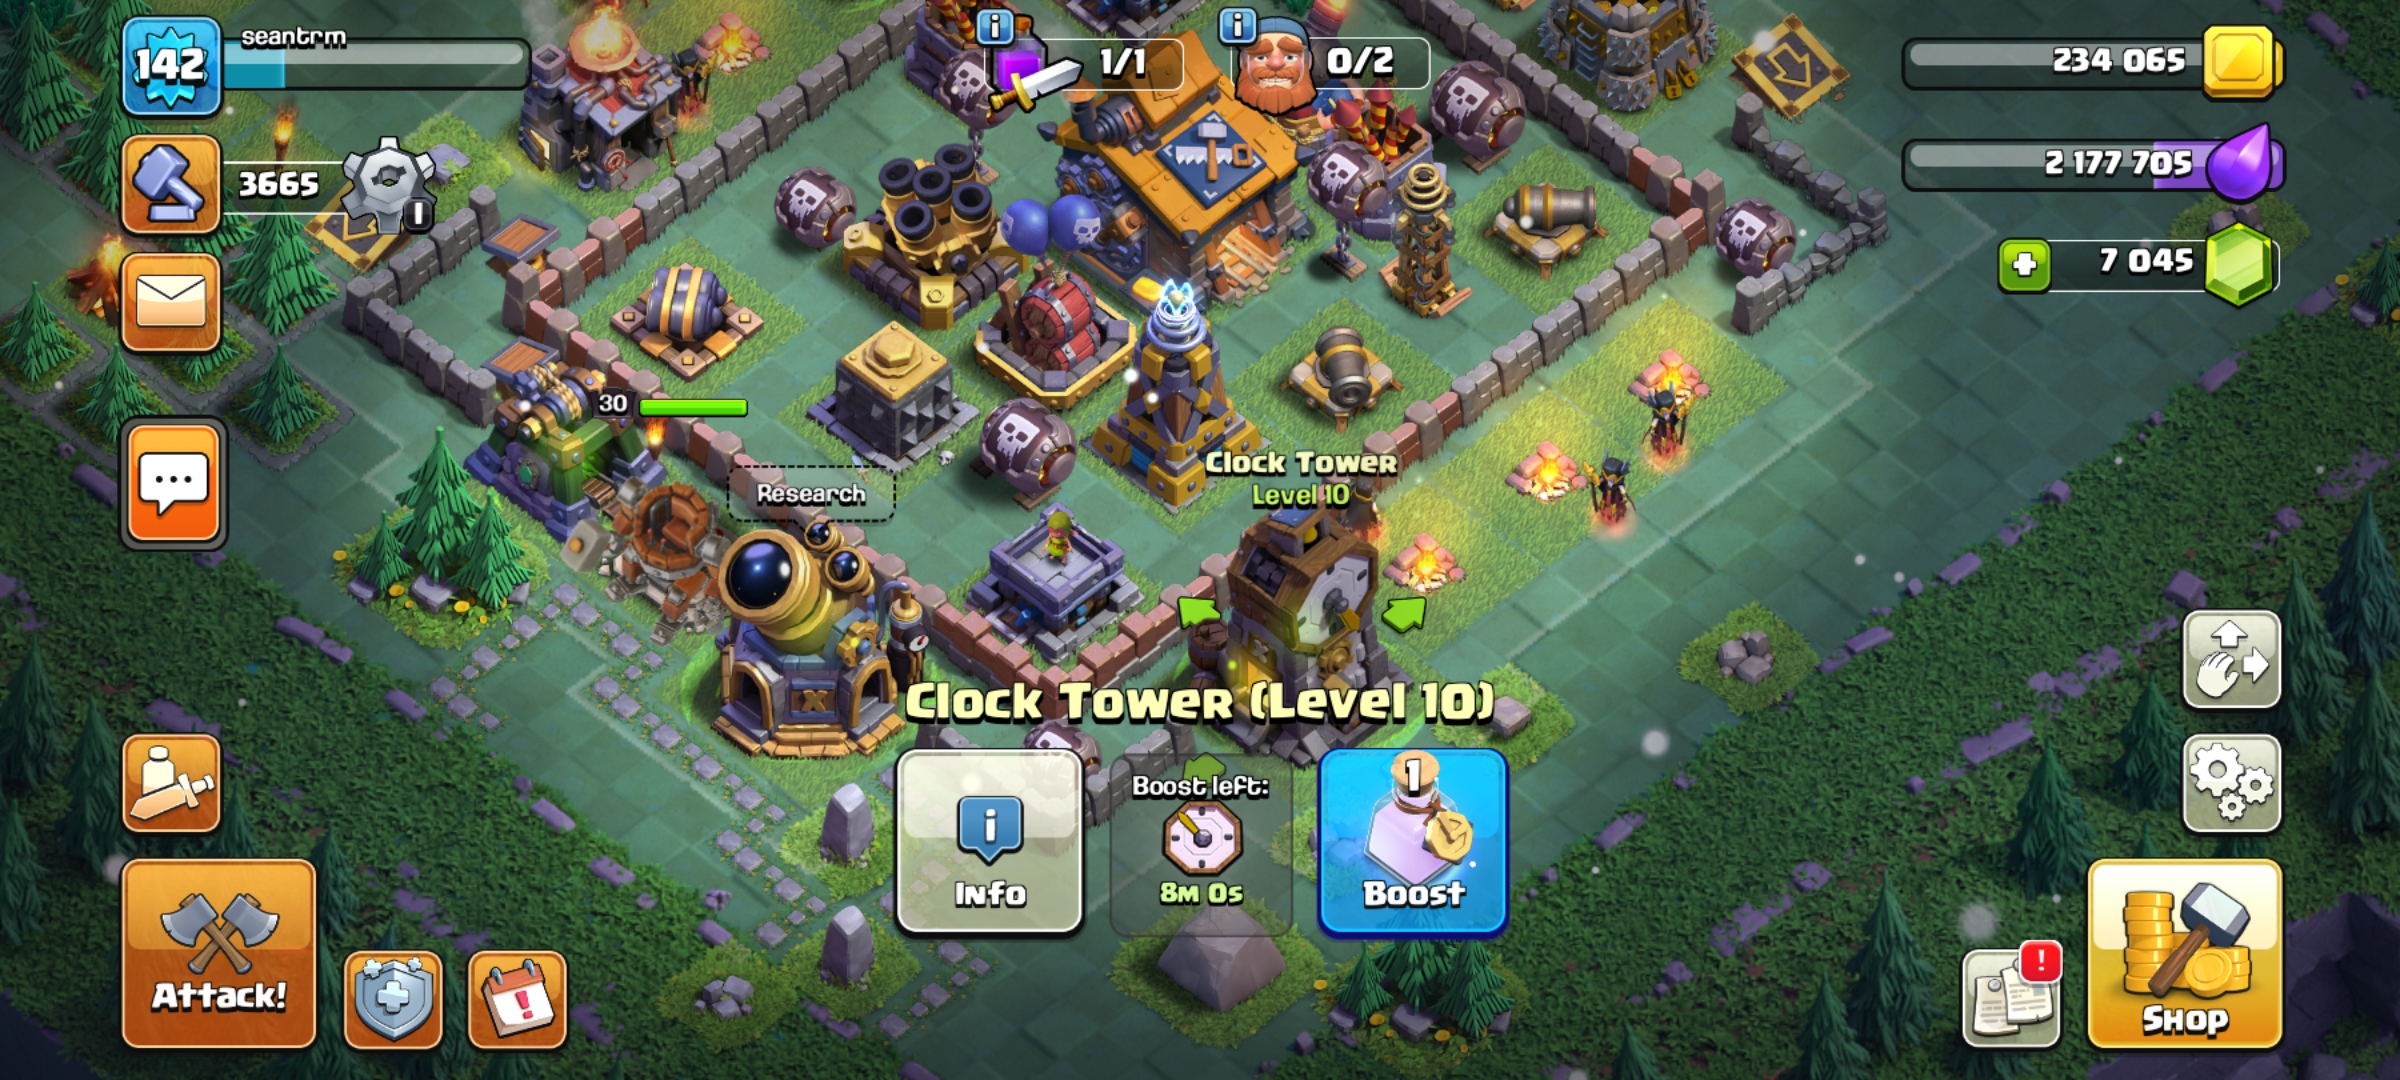 142
seantrm
1/1
0/2
234 065
3665
1
2 177 705
7 045
30
Clock Tower
Level 10
Research
Clock Tower (Level 10)
Info
Boost left:
8m 0s
1
Boost
Attack!
Shop